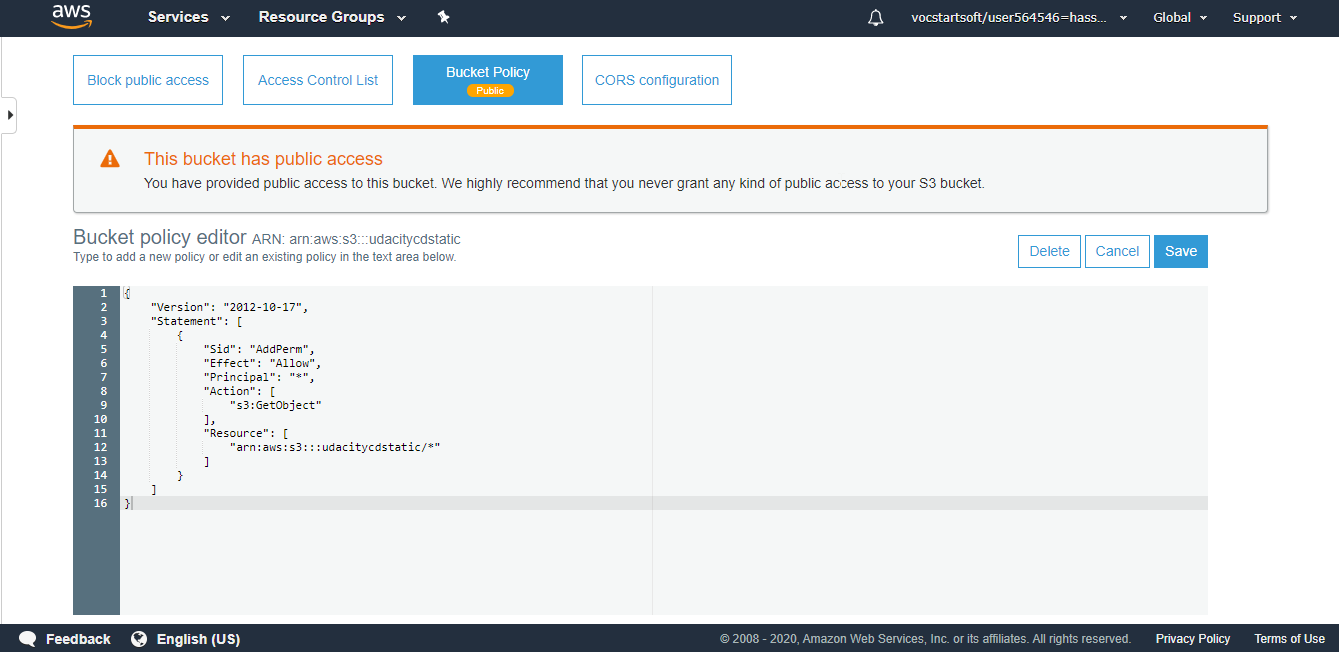 aws Services Resource Groups vocstartsoft/user564546=hass... Global Support
Block public access Access Control List Bucket Policy CORS configuration
Public
This bucket has public access
You have provided public access to this bucket. We highly recommend that you never grant any kind of public access to your S3 bucket.
Bucket policy editor ARN: arn:aws:s3:::udacitycdstatic
Type to add a new policy or edit an existing policy in the text area below.
Delete Cancel Save
1 {
2 "Version": "2012-10-17",
3 "Statement": [
4 {
5 "Sid": "AddPerm",
6 "Effect": "Allow",
7 "Principal": "*",
8 "Action": [
9 "s3:GetObject"
10 ],
11 "Resource": [
12 "arn:aws:s3:::udacitycdstatic/*"
13 ]
14 }
15 ]
16 }
Feedback English (US) © 2008 - 2020, Amazon Web Services, Inc. or its affiliates. All rights reserved. Privacy Policy Terms of Use